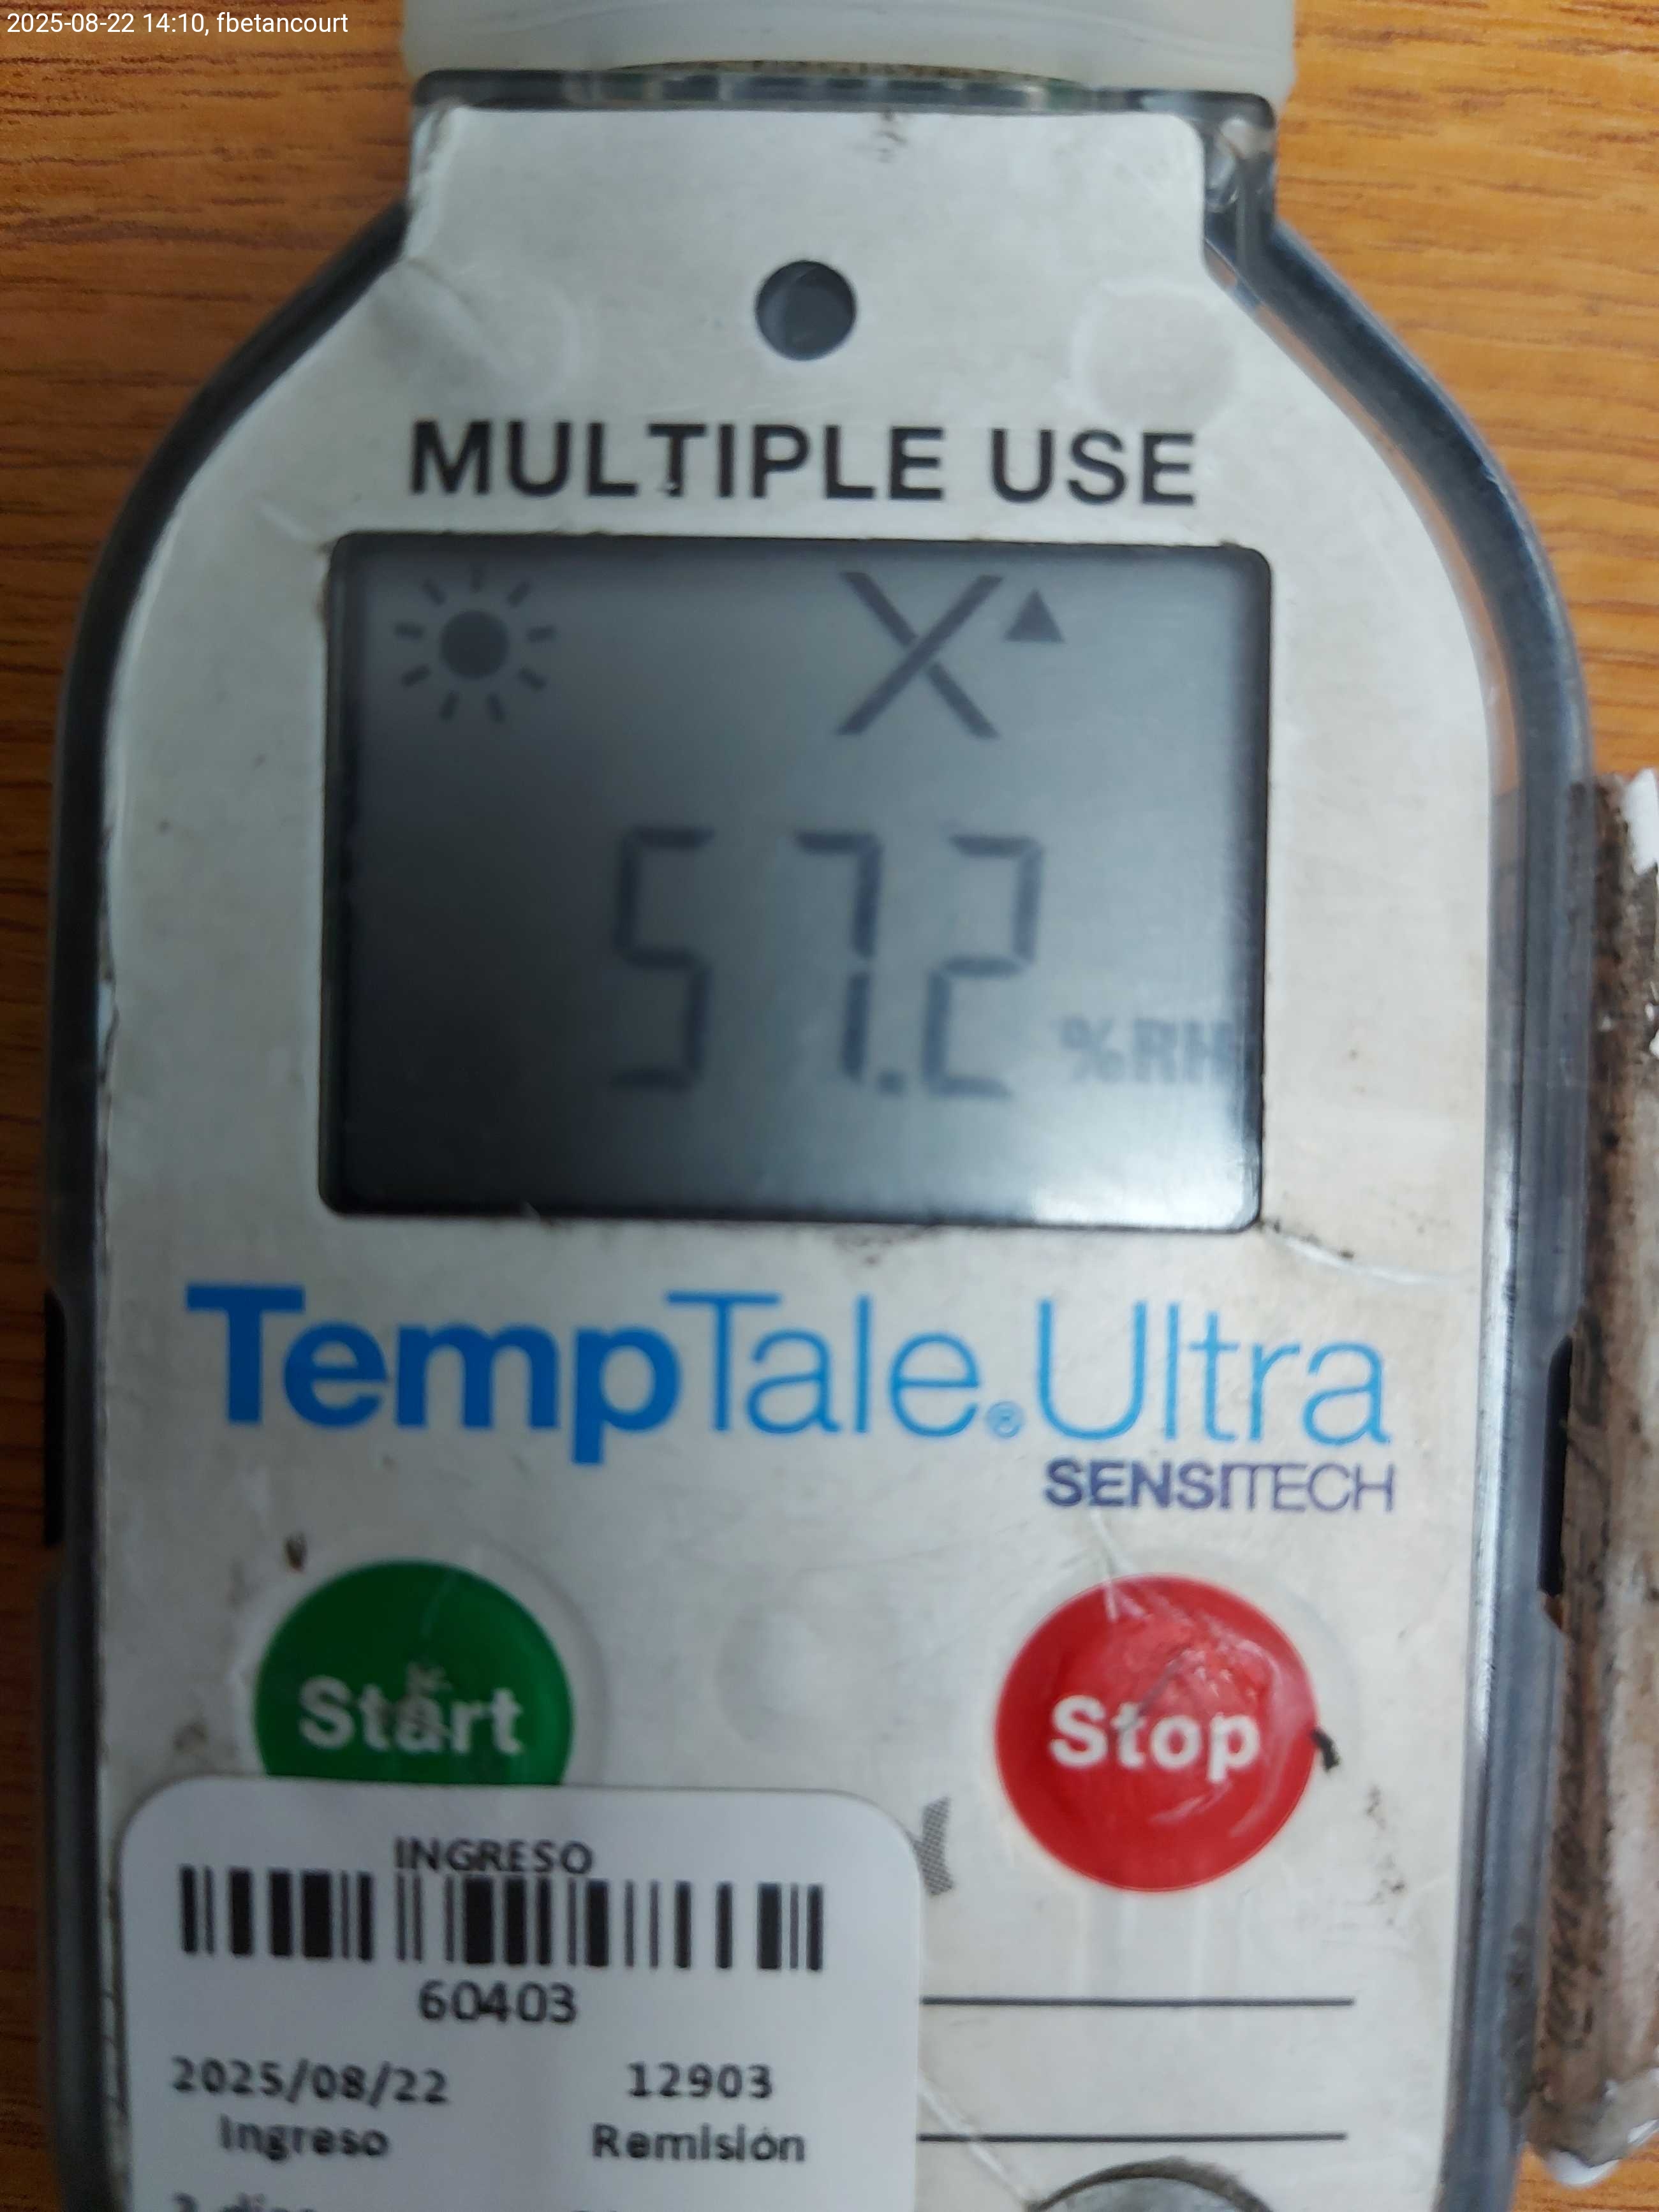 2025-08-22 14:10, fbetancourt
MULTIPLE USE
57.2 %RH
TempTale® Ultra
SENSITECH
Start
Stop
INGRESO
60403
2025/08/22 12903
Ingreso Remisión